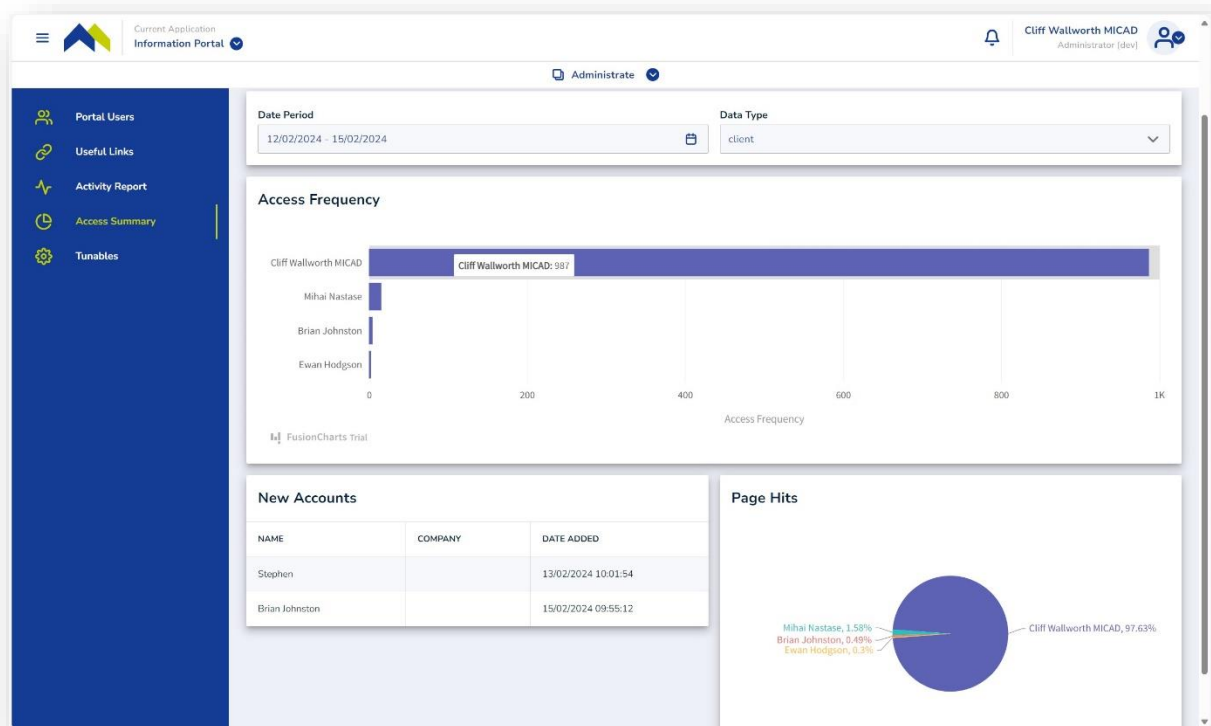 Current Application
Information Portal
Cliff Wallworth MICAD
Administrator (dev)
Administrate
Portal Users
Useful Links
Activity Report
Access Summary
Tunables
Date Period
12/02/2024 - 15/02/2024
Data Type
client
Access Frequency
Cliff Wallworth MICAD
Cliff Wallworth MICAD: 987
Mihai Nastase
Brian Johnston
Ewan Hodgson
0 200 400 600 800 1K
Access Frequency
FusionCharts Trial
New Accounts
NAME COMPANY DATE ADDED
Stephen 13/02/2024 10:01:54
Brian Johnston 15/02/2024 09:55:12
Page Hits
Mihai Nastase, 1.58%
Brian Johnston, 0.49%
Ewan Hodgson, 0.3%
Cliff Wallworth MICAD, 97.63%